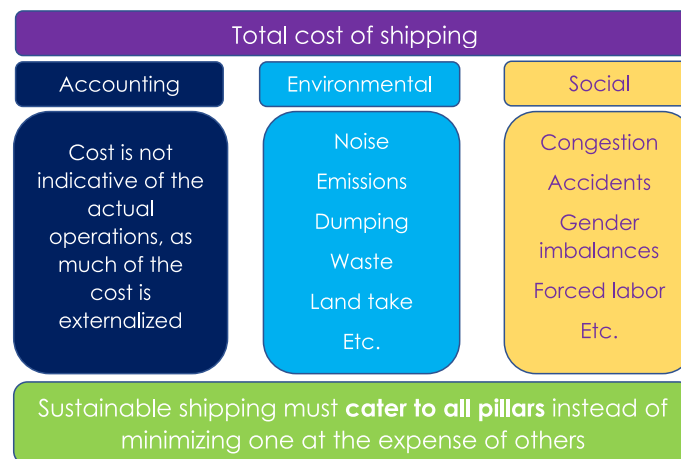 Total cost of shipping
Accounting
Environmental
Social
Cost is not
indicative of the
actual
operations, as
much of the
cost is
externalized
Noise
Emissions
Dumping
Waste
Land take
Etc.
Congestion
Accidents
Gender
imbalances
Forced labor
Etc.
Sustainable shipping must cater to all pillars instead of
minimizing one at the expense of others